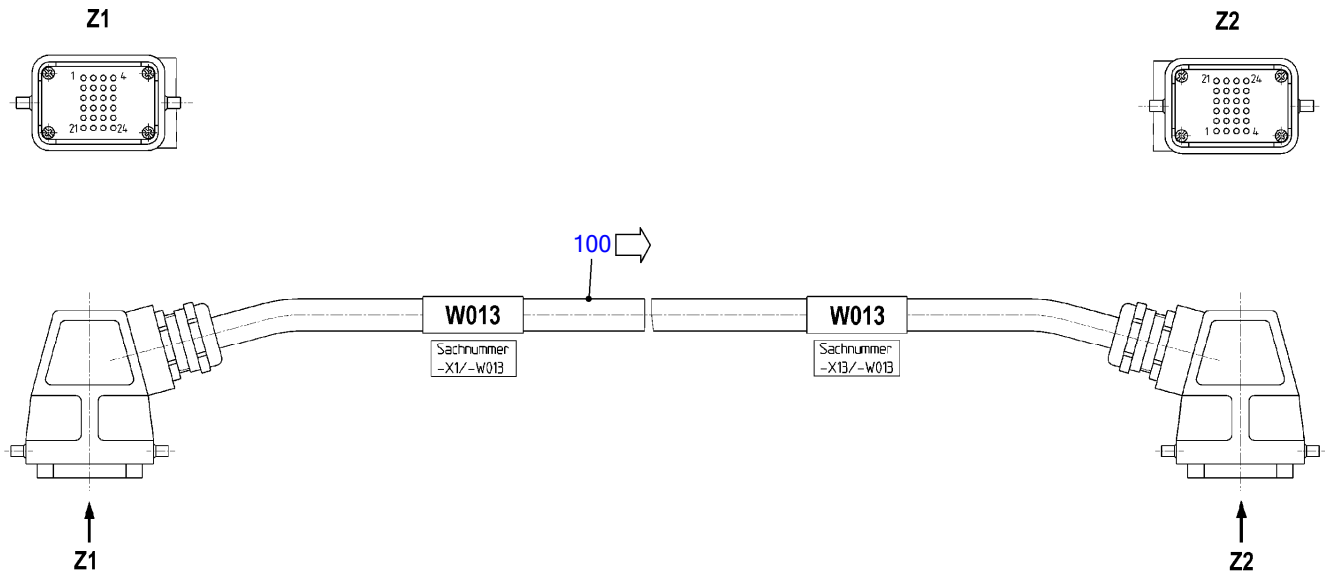 Z1
Z2
1 4
21 24
21 24
1 4
100
W013
W013
Sachnummer
-X1/-W013
Sachnummer
-X13/-W013
Z1
Z2